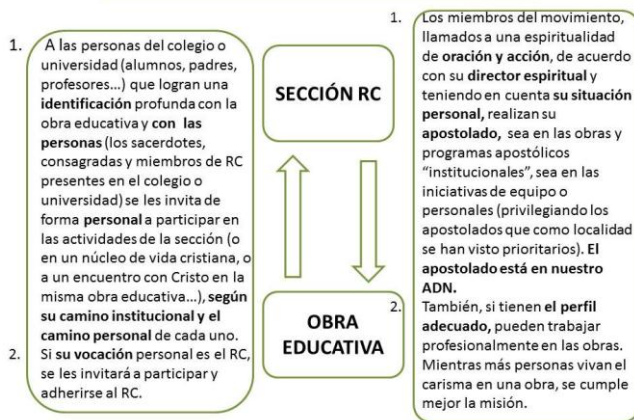 1. A las personas del colegio o
universidad (alumnos, padres,
profesores...) que logran una
identificación profunda con la
obra educativa y con las
personas (los sacerdotes,
consagradas y miembros de RC
presentes en el colegio o
universidad) se les invita de
forma personal a participar en
las actividades de la sección (o
en un núcleo de vida cristiana, o
a un encuentro con Cristo en la
misma obra educativa...), según
su camino institucional y el
camino personal de cada uno.
2. Si su vocación personal es el RC,
se les invitará a participar y
adherirse al RC.
SECCIÓN RC
OBRA
EDUCATIVA
1. Los miembros del movimiento,
llamados a una espiritualidad
de oración y acción, de acuerdo
con su director espiritual y
teniendo en cuenta su situación
personal, realizan su
apostolado, sea en las obras y
programas apostólicos
"institucionales", sea en las
iniciativas de equipo o
personales (privilegiando los
apostolados que como localidad
se han visto prioritarios). El
apostolado está en nuestro
ADN.
2. También, si tienen el perfil
adecuado, pueden trabajar
profesionalmente en las obras.
Mientras más personas vivan el
carisma en una obra, se cumple
mejor la misión.